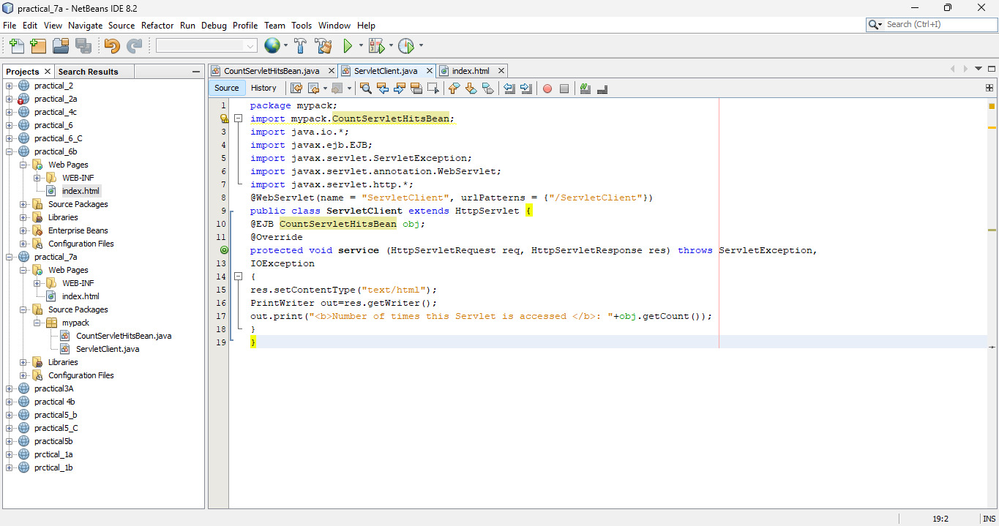 practical_7a - NetBeans IDE 8.2
File Edit View Navigate Source Refactor Run Debug Profile Team Tools Window Help
Search (Ctrl+I)
Projects Search Results
practical_2
practical_2a
practical_4c
practical_6
practical_6_C
practical_6b
Web Pages
WEB-INF
index.html
Source Packages
Libraries
Enterprise Beans
Configuration Files
practical_7a
Web Pages
WEB-INF
index.html
Source Packages
mypack
CountServletHitsBean.java
ServletClient.java
Libraries
Configuration Files
practical3A
practical 4b
practical5_b
practical5_C
practical5b
prctical_1a
prctical_1b
CountServletHitsBean.java ServletClient.java index.html
Source History
1 package mypack;
import mypack.CountServletHitsBean;
3 import java.io.*;
4 import javax.ejb.EJB;
5 import javax.servlet.ServletException;
6 import javax.servlet.annotation.WebServlet;
7 import javax.servlet.http.*;
8 @WebServlet(name = "ServletClient", urlPatterns = {"/ServletClient"})
9 public class ServletClient extends HttpServlet {
10 @EJB CountServletHitsBean obj;
11 @Override
protected void service (HttpServletRequest req, HttpServletResponse res) throws ServletException,
13 IOException
14 {
15 res.setContentType("text/html");
16 PrintWriter out=res.getWriter();
17 out.print("<b>Number of times this Servlet is accessed </b>: "+obj.getCount());
18 }
19 }
19:2 INS